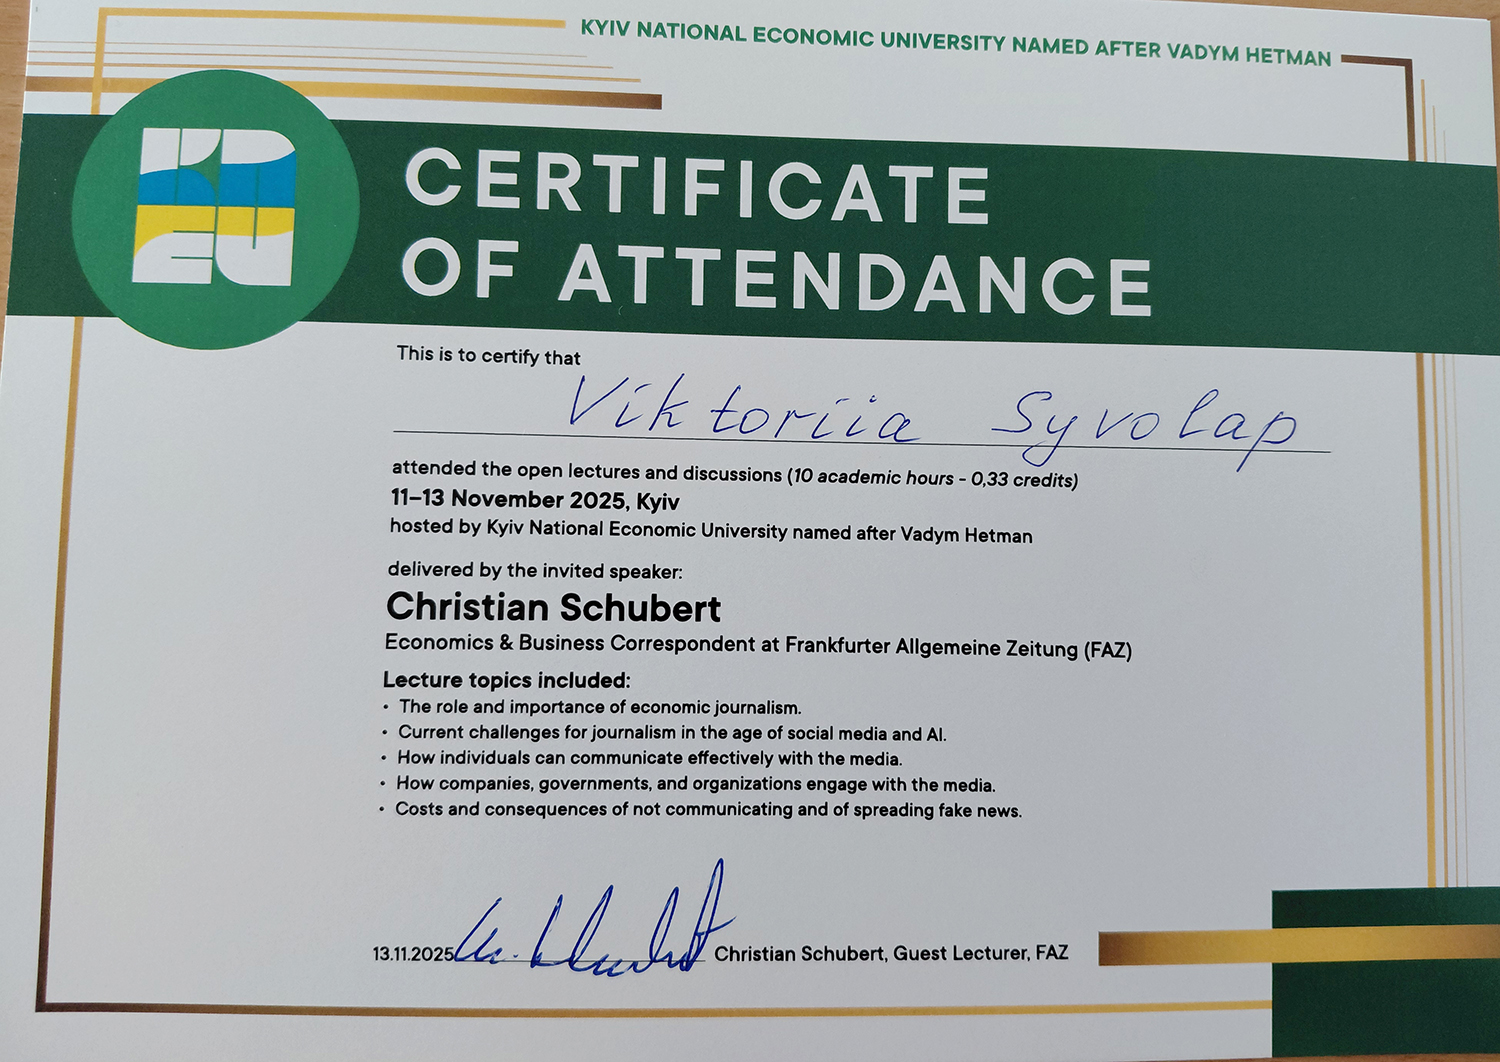 KYIV NATIONAL ECONOMIC UNIVERSITY NAMED AFTER VADYM HETMAN
KN
EU
CERTIFICATE
OF ATTENDANCE
This is to certify that
Viktoriia Syvolap
attended the open lectures and discussions (10 academic hours - 0,33 credits)
11–13 November 2025, Kyiv
hosted by Kyiv National Economic University named after Vadym Hetman
delivered by the invited speaker:
Christian Schubert
Economics & Business Correspondent at Frankfurter Allgemeine Zeitung (FAZ)
Lecture topics included:
• The role and importance of economic journalism.
• Current challenges for journalism in the age of social media and AI.
• How individuals can communicate effectively with the media.
• How companies, governments, and organizations engage with the media.
• Costs and consequences of not communicating and of spreading fake news.
13.11.2025 Christian Schubert, Guest Lecturer, FAZ